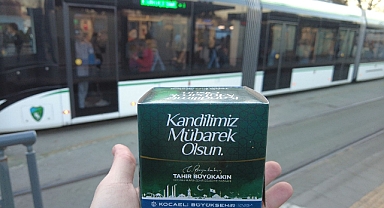 Kandilimiz
Mübarek
Olsun.
TAHİR BÜYÜKAKIN
KOCAELİ BÜYÜKŞEHİR